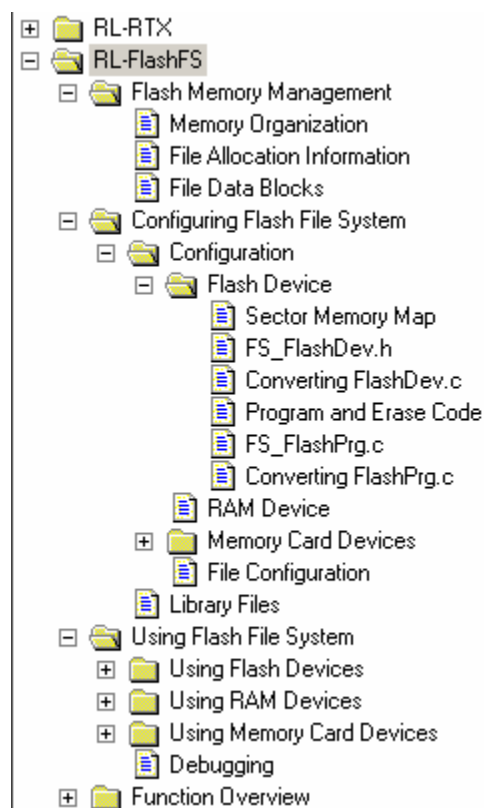 RL-RTX
RL-FlashFS
Flash Memory Management
Memory Organization
File Allocation Information
File Data Blocks
Configuring Flash File System
Configuration
Flash Device
Sector Memory Map
FS_FlashDev.h
Converting FlashDev.c
Program and Erase Code
FS_FlashPrg.c
Converting FlashPrg.c
RAM Device
Memory Card Devices
File Configuration
Library Files
Using Flash File System
Using Flash Devices
Using RAM Devices
Using Memory Card Devices
Debugging
Function Overview